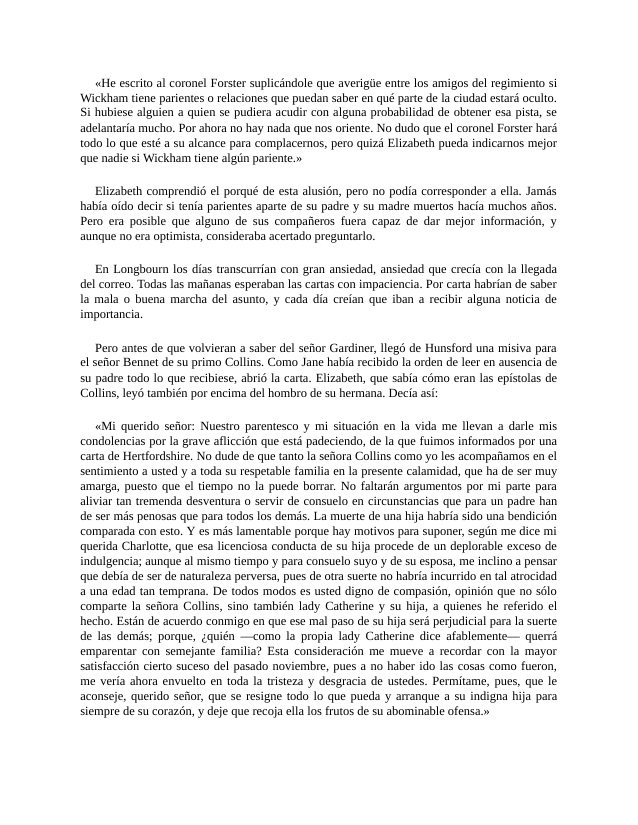 «He escrito al coronel Forster suplicándole que averigüe entre los amigos del regimiento si
Wickham tiene parientes o relaciones que puedan saber en qué parte de la ciudad estará oculto.
Si hubiese alguien a quien se pudiera acudir con alguna probabilidad de obtener esa pista, se
adelantaría mucho. Por ahora no hay nada que nos oriente. No dudo que el coronel Forster hará
todo lo que esté a su alcance para complacernos, pero quizá Elizabeth pueda indicarnos mejor
que nadie si Wickham tiene algún pariente.»
Elizabeth comprendió el porqué de esta alusión, pero no podía corresponder a ella. Jamás
había oído decir si tenía parientes aparte de su padre y su madre muertos hacía muchos años.
Pero era posible que alguno de sus compañeros fuera capaz de dar mejor información, y
aunque no era optimista, consideraba acertado preguntarlo.
En Longbourn los días transcurrían con gran ansiedad, ansiedad que crecía con la llegada
del correo. Todas las mañanas esperaban las cartas con impaciencia. Por carta habrían de saber
la mala o buena marcha del asunto, y cada día creían que iban a recibir alguna noticia de
importancia.
Pero antes de que volvieran a saber del señor Gardiner, llegó de Hunsford una misiva para
el señor Bennet de su primo Collins. Como Jane había recibido la orden de leer en ausencia de
su padre todo lo que recibiese, abrió la carta. Elizabeth, que sabía cómo eran las epístolas de
Collins, leyó también por encima del hombro de su hermana. Decía así:
«Mi querido señor: Nuestro parentesco y mi situación en la vida me llevan a darle mis
condolencias por la grave aflicción que está padeciendo, de la que fuimos informados por una
carta de Hertfordshire. No dude de que tanto la señora Collins como yo les acompañamos en el
sentimiento a usted y a toda su respetable familia en la presente calamidad, que ha de ser muy
amarga, puesto que el tiempo no la puede borrar. No faltarán argumentos por mi parte para
aliviar tan tremenda desventura o servir de consuelo en circunstancias que para un padre han
de ser más penosas que para todos los demás. La muerte de una hija habría sido una bendición
comparada con esto. Y es más lamentable porque hay motivos para suponer, según me dice mi
querida Charlotte, que esa licenciosa conducta de su hija procede de un deplorable exceso de
indulgencia; aunque al mismo tiempo y para consuelo suyo y de su esposa, me inclino a pensar
que debía de ser de naturaleza perversa, pues de otra suerte no habría incurrido en tal atrocidad
a una edad tan temprana. De todos modos es usted digno de compasión, opinión que no sólo
comparte la señora Collins, sino también lady Catherine y su hija, a quienes he referido el
hecho. Están de acuerdo conmigo en que ese mal paso de su hija será perjudicial para la suerte
de las demás; porque, ¿quién —como la propia lady Catherine dice afablemente— querrá
emparentar con semejante familia? Esta consideración me mueve a recordar con la mayor
satisfacción cierto suceso del pasado noviembre, pues a no haber ido las cosas como fueron,
me vería ahora envuelto en toda la tristeza y desgracia de ustedes. Permítame, pues, que le
aconseje, querido señor, que se resigne todo lo que pueda y arranque a su indigna hija para
siempre de su corazón, y deje que recoja ella los frutos de su abominable ofensa.»